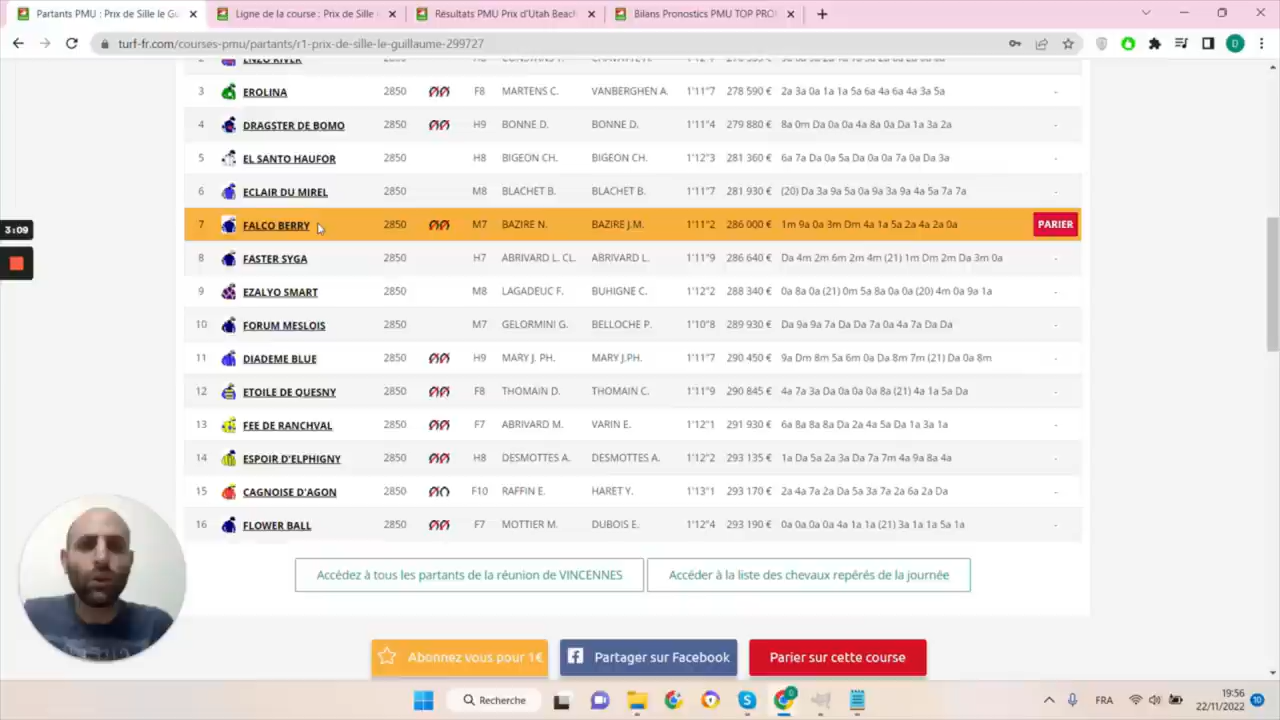 Partants PMU : Prix de Sille le Gu
Ligne de la course : Prix de Sille
Résultats PMU Prix d'Utah Beach
Bilans Pronostics PMU TOP PRO
turf-fr.com/courses-pmu/partants/r1-prix-de-sille-le-guillaume-299727
2 ENZO RIVER 2850
3 EROLINA 2850 F8 MARTENS C. VANBERGHEN A. 1'11"7 278 590 € 2a 3a 0a 1a 1a 5a 6a 4a 6a 4a 3a 5a -
4 DRAGSTER DE BOMO 2850 H9 BONNE D. BONNE D. 1'11"4 279 880 € 8a 0m Da 0a 0a 4a 8a 0a Da 1a 3a 2a -
5 EL SANTO HAUFOR 2850 H8 BIGEON CH. BIGEON CH. 1'12"3 281 360 € 6a 7a Da 0a 5a Da 0a 0a 7a 0a Da 3a -
6 ECLAIR DU MIREL 2850 M8 BLACHET B. BLACHET B. 1'11"7 281 930 € (20) Da 3a 9a 5a 0a 9a 3a 9a 4a 5a 7a 7a -
7 FALCO BERRY 2850 M7 BAZIRE N. BAZIRE J.M. 1'11"2 286 000 € 1m 9a 0a 3m Dm 4a 1a 5a 2a 4a 2a 0a PARIER
3:09
8 FASTER SYGA 2850 H7 ABRIVARD L. CL. ABRIVARD L. 1'11"9 286 640 € Da 4m 2m 6m 2m 4m (21) 1m Dm 2m Da 3m 0a -
9 EZALYO SMART 2850 M8 LAGADEUC F. BUHIGNE C. 1'12"2 288 340 € 0a 8a 0a (21) 0m 5a 8a 0a 0a (20) 4m 0a 9a 1a -
10 FORUM MESLOIS 2850 M7 GELORMINI G. BELLOCHE P. 1'10"8 289 930 € Da 9a 9a 7a Da Da 7a 0a 4a 7a Da Da -
11 DIADEME BLUE 2850 H9 MARY J. PH. MARY J.PH. 1'11"7 290 450 € 9a Dm 8m 5a 6m 0a Da 8m 7m (21) Da 0a 8m -
12 ETOILE DE QUESNY 2850 F8 THOMAIN D. THOMAIN C. 1'11"9 290 845 € 4a 7a 3a Da 0a 0a 0a 8a (21) 4a 1a 5a Da -
13 FEE DE RANCHVAL 2850 F7 ABRIVARD M. VARIN E. 1'12"1 291 930 € 6a 8a 8a 8a Da 2a 4a 5a Da 1a 3a 1a -
14 ESPOIR D'ELPHIGNY 2850 H8 DESMOTTES A. DESMOTTES A. 1'12"2 293 135 € 1a Da 5a 2a 3a Da 7a 7m 4a 9a 8a 4a -
15 CAGNOISE D'AGON 2850 F10 RAFFIN E. HARET Y. 1'13"1 293 170 € 2a 4a 7a 2a Da 5a 3a 7a 2a 6a 2a Da -
16 FLOWER BALL 2850 F7 MOTTIER M. DUBOIS E. 1'12"4 293 190 € 0a 0a 0a 0a 4a 1a 1a (21) 3a 1a 1a 5a 1a -
Accédez à tous les partants de la réunion de VINCENNES
Accéder à la liste des chevaux repérés de la journée
Abonnez vous pour 1€
Partager sur Facebook
Parier sur cette course
Recherche
FRA
19:56
22/11/2022